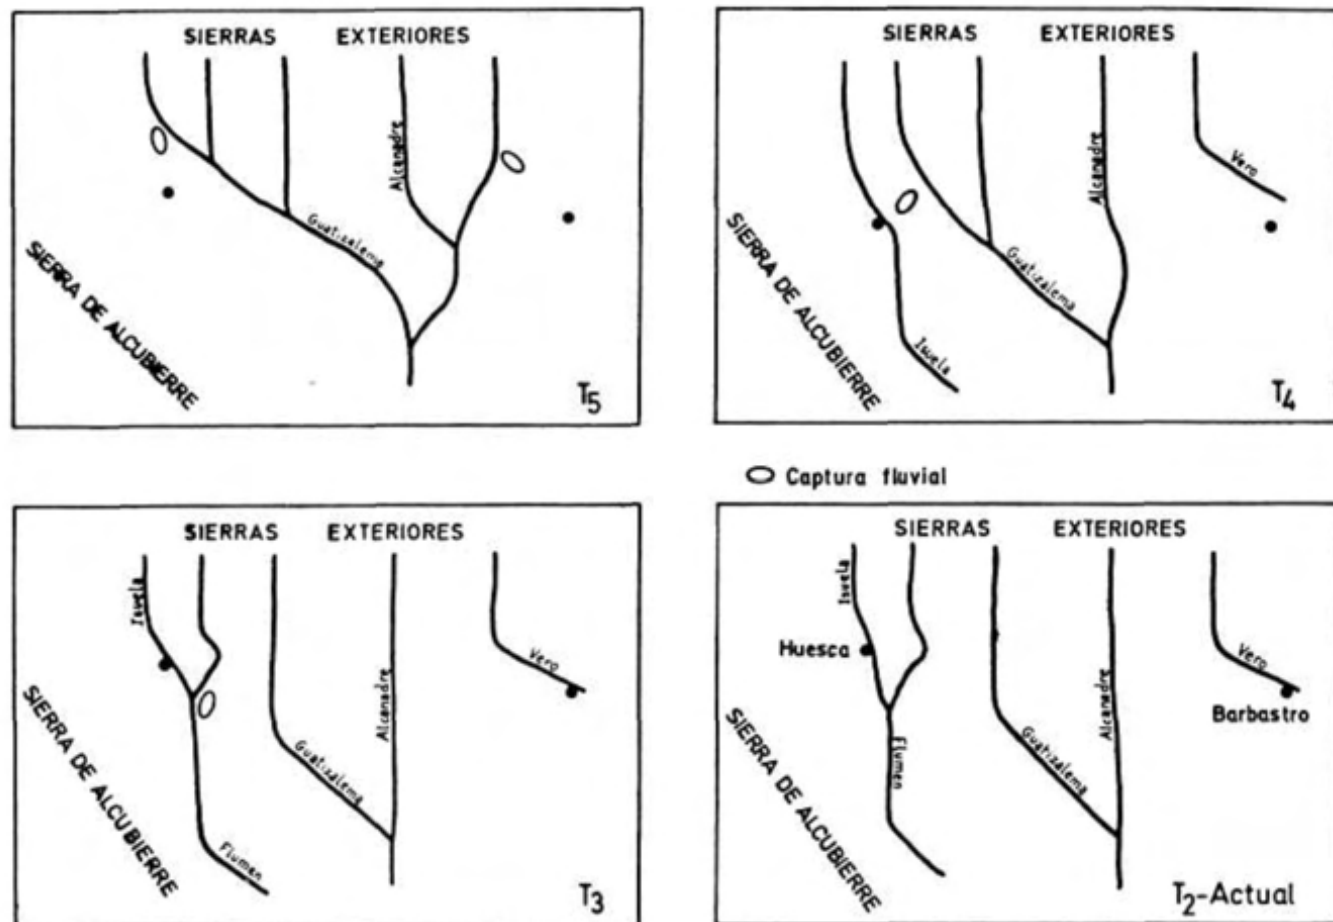 SIERRAS EXTERIORES
Alcanadre
Guatizalema
SIERRA DE ALCUBIERRE
T5
SIERRAS EXTERIORES
Alcanadre
Vero
Guatizalema
SIERRA DE ALCUBIERRE
Isuela
T4
Captura fluvial
SIERRAS EXTERIORES
Isuela
Alcanadre
Vero
Guatizalema
SIERRA DE ALCUBIERRE
Flumen
T3
SIERRAS EXTERIORES
Isuela
Huesca
Alcanadre
Vero
Barbastro
Guatizalema
Flumen
SIERRA DE ALCUBIERRE
T2-Actual